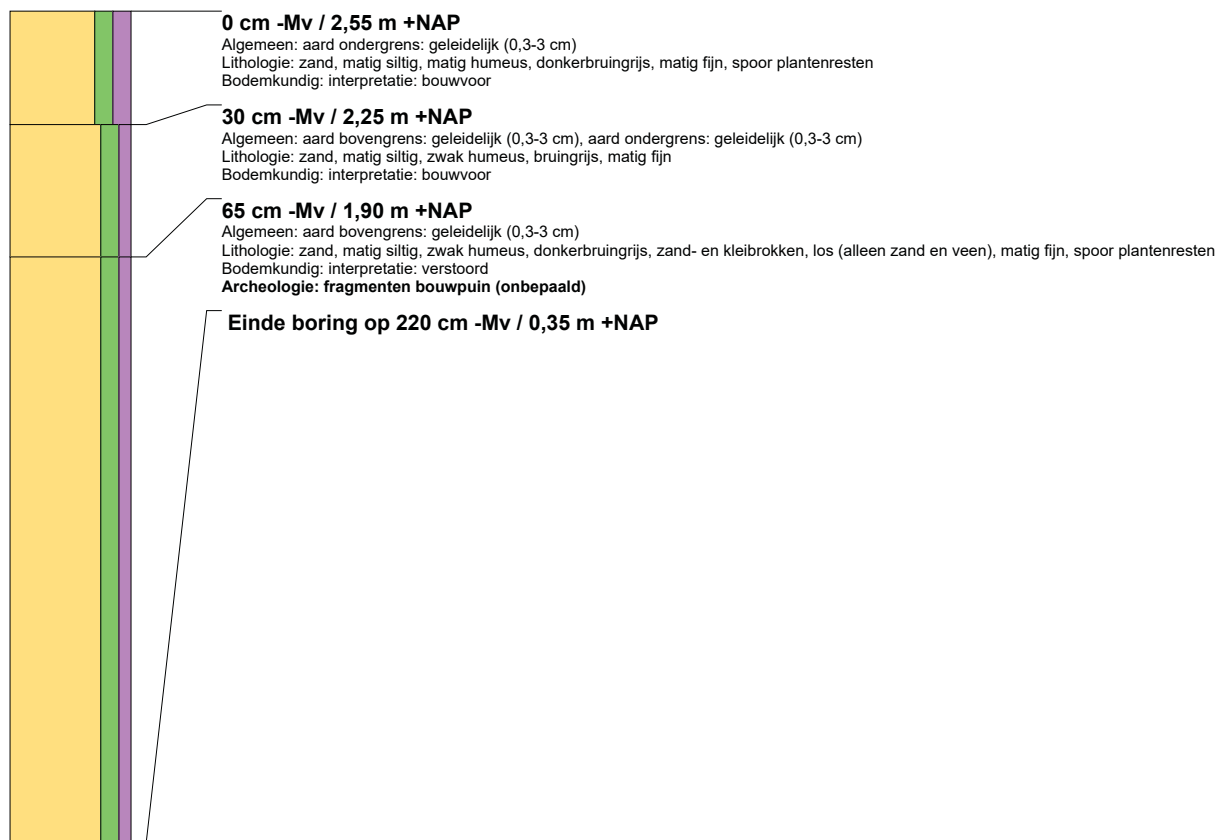 0 cm -Mv / 2,55 m +NAP
Algemeen: aard ondergrens: geleidelijk (0,3-3 cm)
Lithologie: zand, matig siltig, matig humeus, donkerbruingrijs, matig fijn, spoor plantenresten
Bodemkundig: interpretatie: bouwvoor
30 cm -Mv / 2,25 m +NAP
Algemeen: aard bovengrens: geleidelijk (0,3-3 cm), aard ondergrens: geleidelijk (0,3-3 cm)
Lithologie: zand, matig siltig, zwak humeus, bruingrijs, matig fijn
Bodemkundig: interpretatie: bouwvoor
65 cm -Mv / 1,90 m +NAP
Algemeen: aard bovengrens: geleidelijk (0,3-3 cm)
Lithologie: zand, matig siltig, zwak humeus, donkerbruingrijs, zand- en kleibrokken, los (alleen zand en veen), matig fijn, spoor plantenresten
Bodemkundig: interpretatie: verstoord
Archeologie: fragmenten bouwpuin (onbepaald)
Einde boring op 220 cm -Mv / 0,35 m +NAP